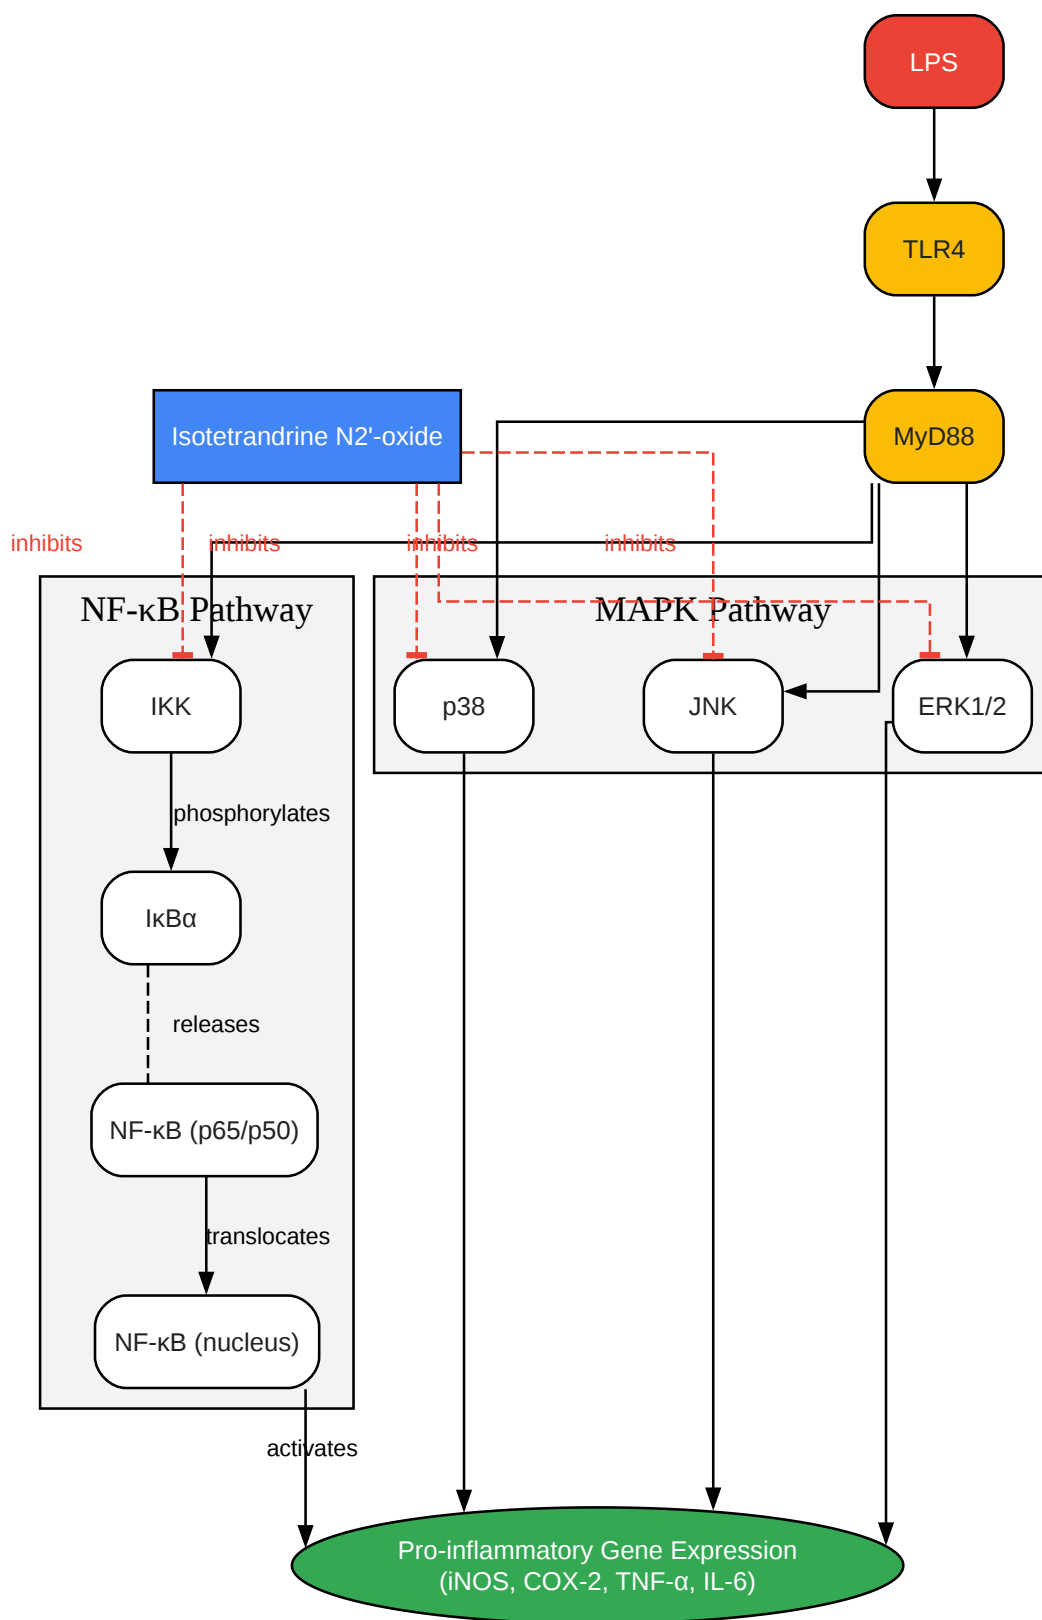 LPS
TLR4
Isotetrandrine N2'-oxide
MyD88
inhibits
inhibits
inhibits
inhibits
NF-κB Pathway
MAPK Pathway
IKK
p38
JNK
ERK1/2
phosphorylates
IκBα
releases
NF-κB (p65/p50)
translocates
NF-κB (nucleus)
activates
Pro-inflammatory Gene Expression
(iNOS, COX-2, TNF-α, IL-6)